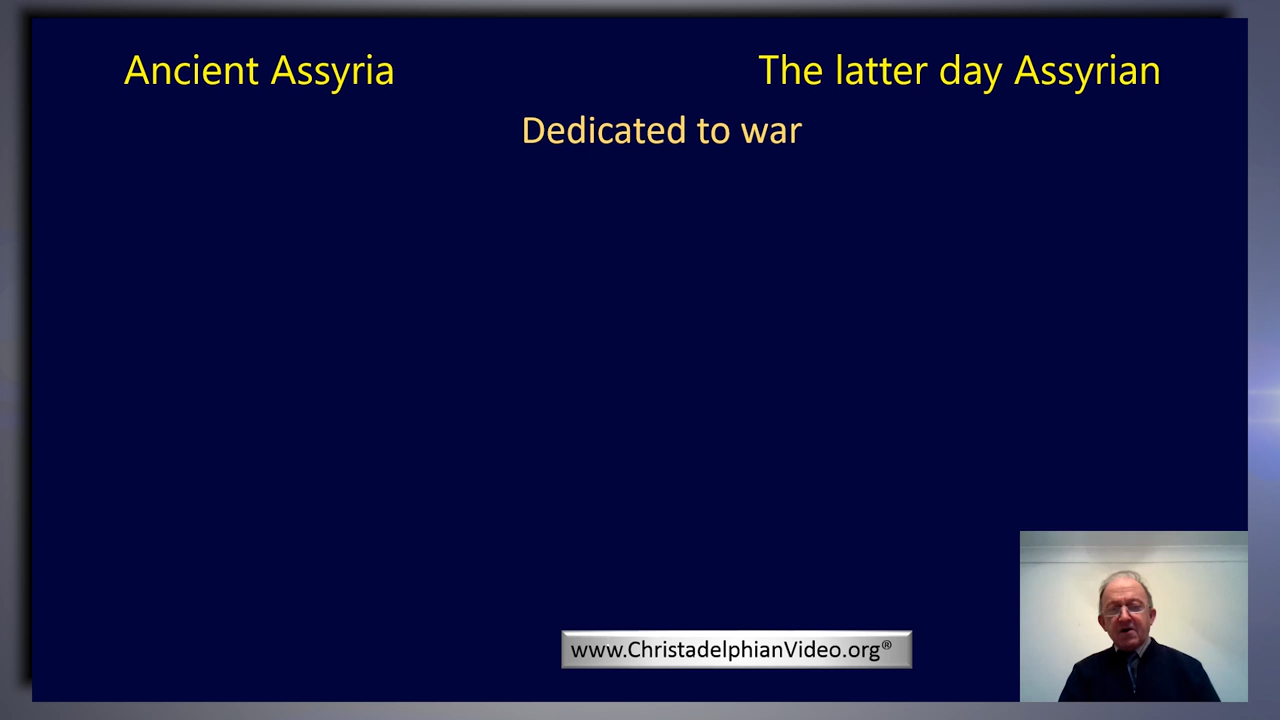 Ancient Assyria
The latter day Assyrian
Dedicated to war
www.ChristadelphianVideo.org®